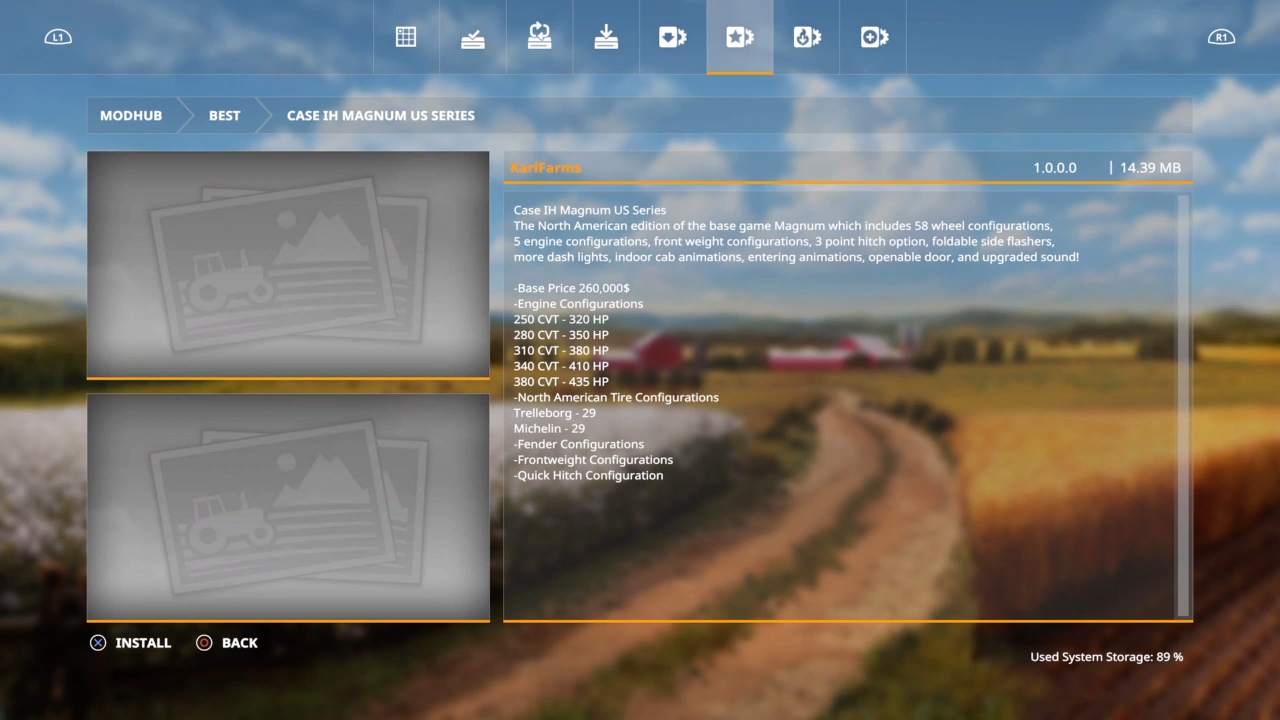 L1
R1
MODHUB
BEST
CASE IH MAGNUM US SERIES
KarlFarms
1.0.0.0 | 14.39 MB
Case IH Magnum US Series
The North American edition of the base game Magnum which includes 58 wheel configurations,
5 engine configurations, front weight configurations, 3 point hitch option, foldable side flashers,
more dash lights, indoor cab animations, entering animations, openable door, and upgraded sound!
-Base Price 260,000$
-Engine Configurations
250 CVT - 320 HP
280 CVT - 350 HP
310 CVT - 380 HP
340 CVT - 410 HP
380 CVT - 435 HP
-North American Tire Configurations
Trelleborg - 29
Michelin - 29
-Fender Configurations
-Frontweight Configurations
-Quick Hitch Configuration
INSTALL
BACK
Used System Storage: 89 %